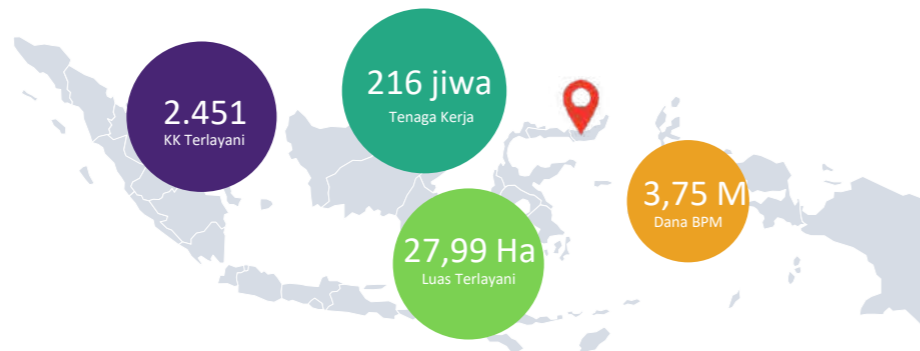 2.451
KK Terlayani
216 jiwa
Tenaga Kerja
27,99 Ha
Luas Terlayani
3,75 M
Dana BPM